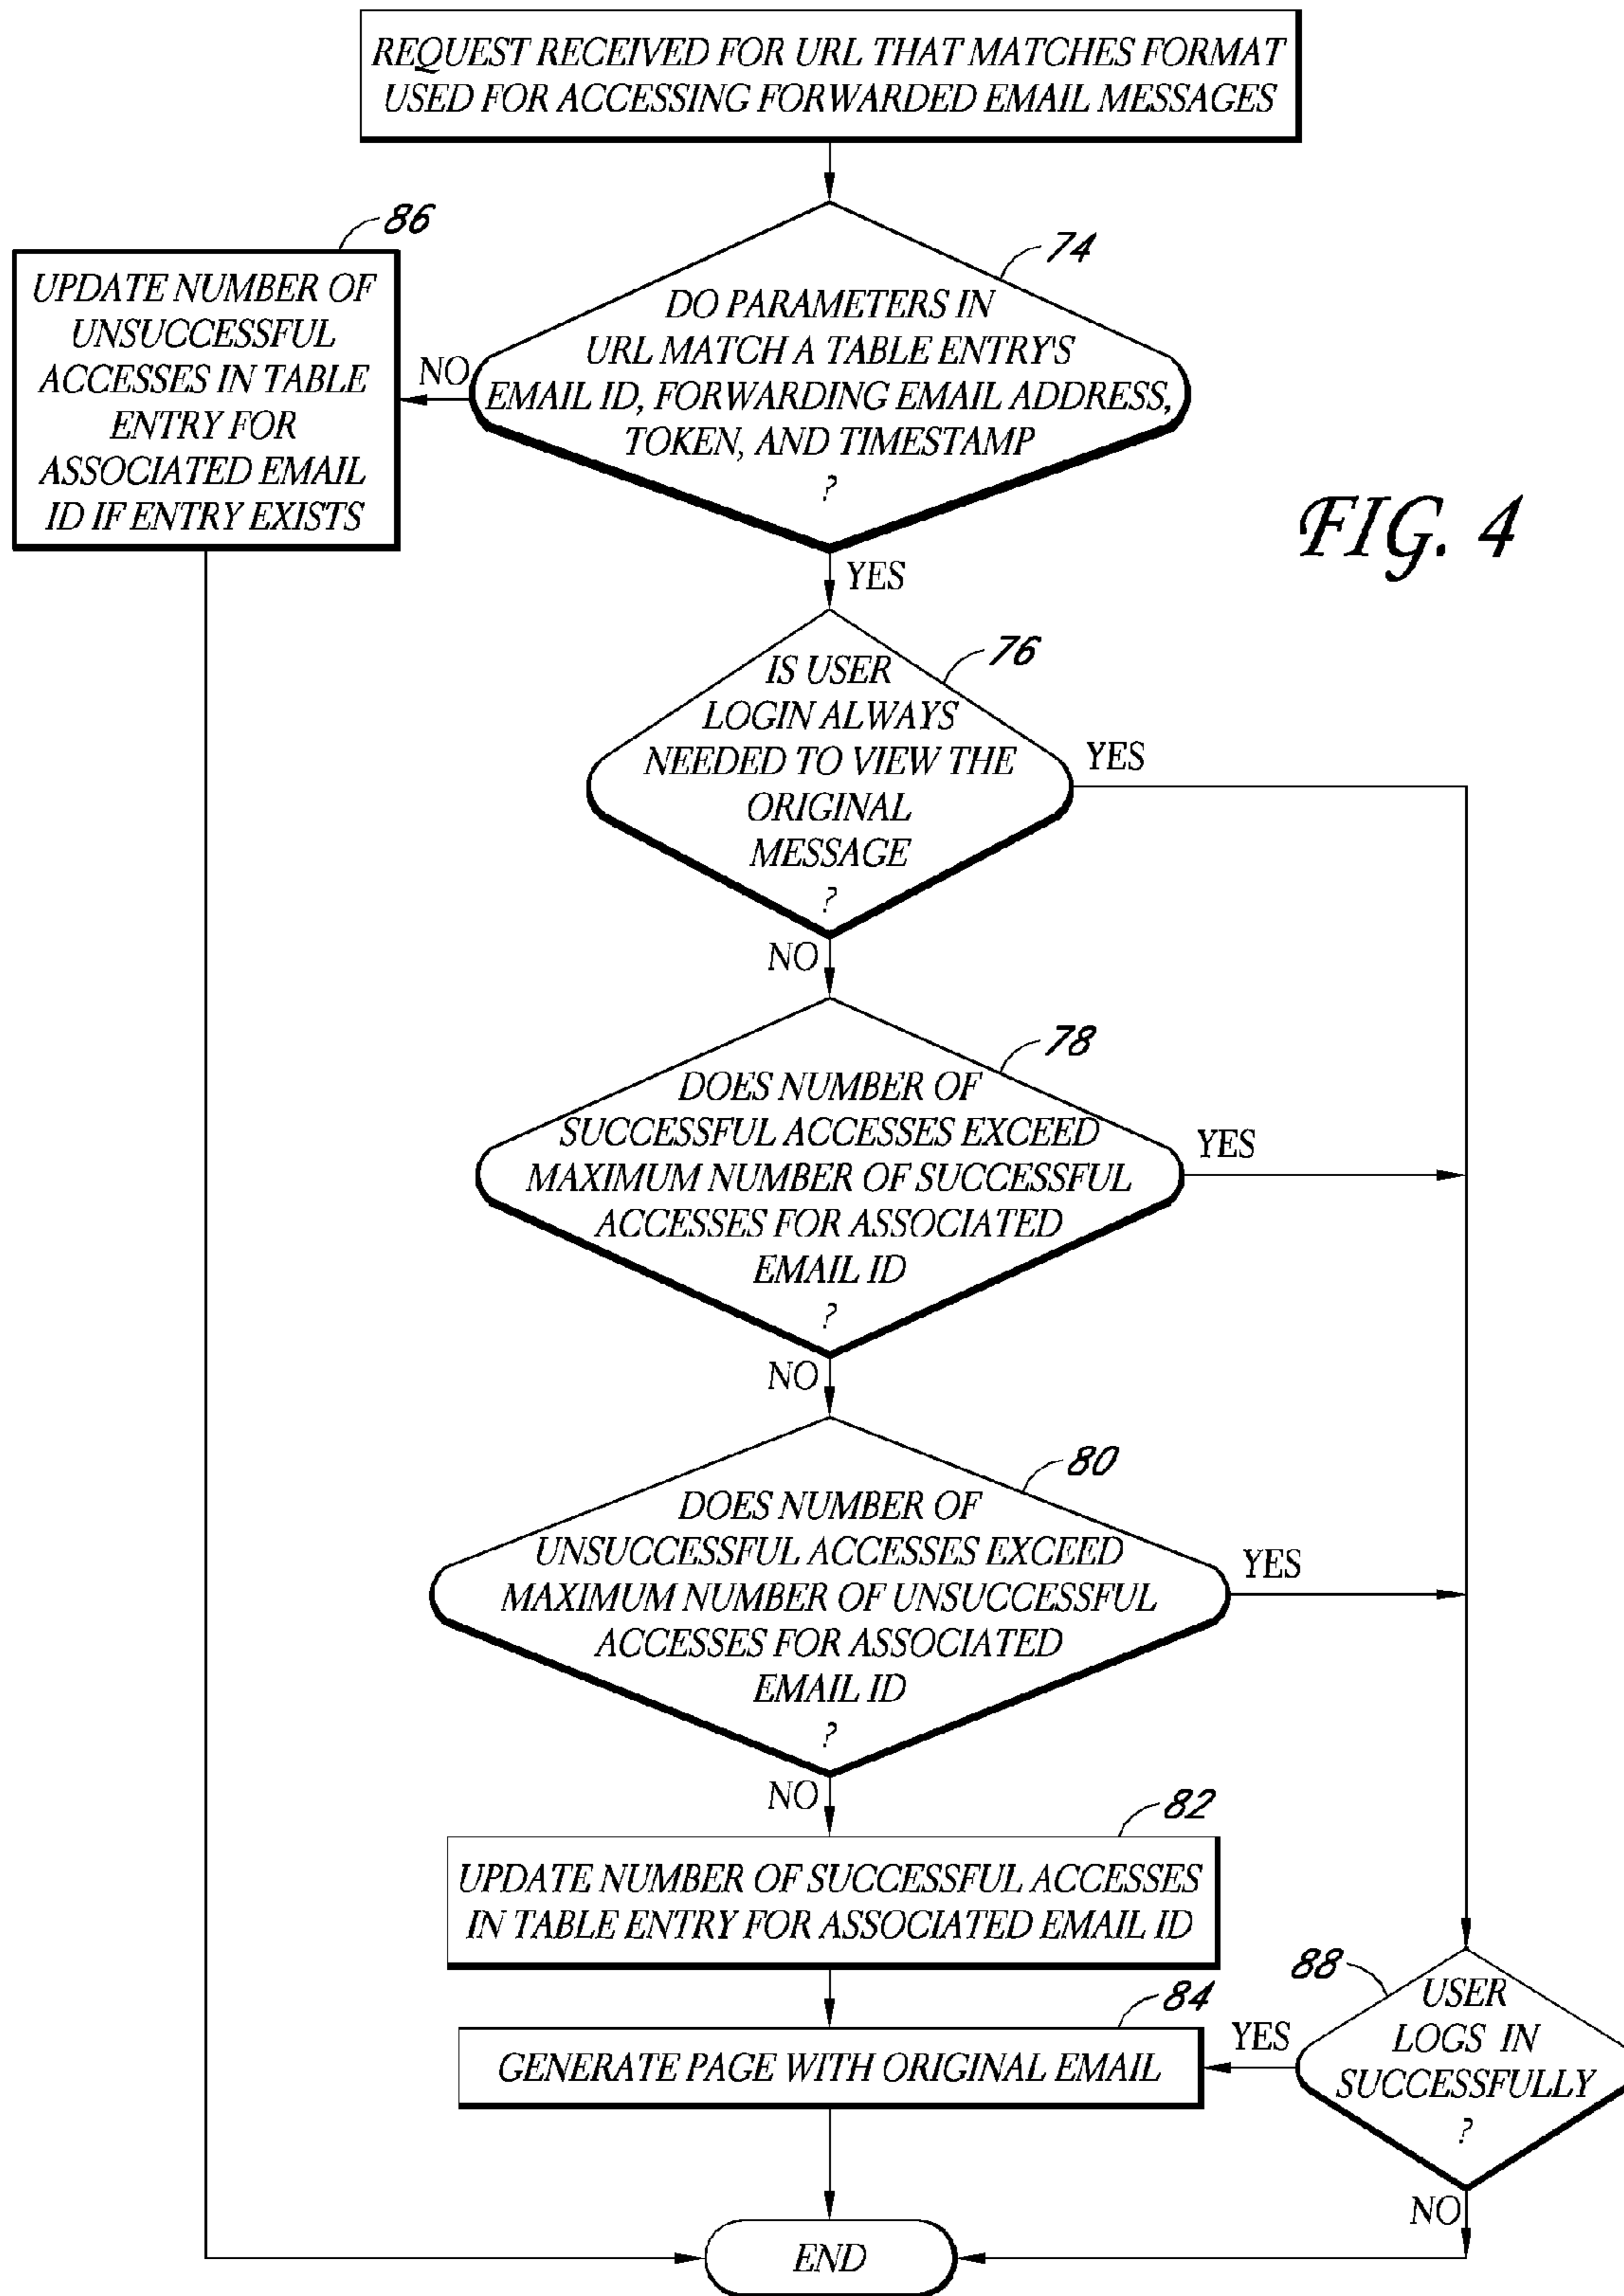 REQUEST RECEIVED FOR URL THAT MATCHES FORMAT
USED FOR ACCESSING FORWARDED EMAIL MESSAGES
86
UPDATE NUMBER OF
UNSUCCESSFUL
ACCESSES IN TABLE
ENTRY FOR
ASSOCIATED EMAIL
ID IF ENTRY EXISTS
NO
74
DO PARAMETERS IN
URL MATCH A TABLE ENTRY'S
EMAIL ID, FORWARDING EMAIL ADDRESS,
TOKEN, AND TIMESTAMP
?
FIG. 4
YES
76
IS USER
LOGIN ALWAYS
NEEDED TO VIEW THE
ORIGINAL
MESSAGE
?
YES
NO
78
DOES NUMBER OF
SUCCESSFUL ACCESSES EXCEED
MAXIMUM NUMBER OF SUCCESSFUL
ACCESSES FOR ASSOCIATED
EMAIL ID
?
YES
NO
80
DOES NUMBER OF
UNSUCCESSFUL ACCESSES EXCEED
MAXIMUM NUMBER OF UNSUCCESSFUL
ACCESSES FOR ASSOCIATED
EMAIL ID
?
YES
NO
82
UPDATE NUMBER OF SUCCESSFUL ACCESSES
IN TABLE ENTRY FOR ASSOCIATED EMAIL ID
84
GENERATE PAGE WITH ORIGINAL EMAIL
88
USER
LOGS IN
SUCCESSFULLY
?
YES
NO
END